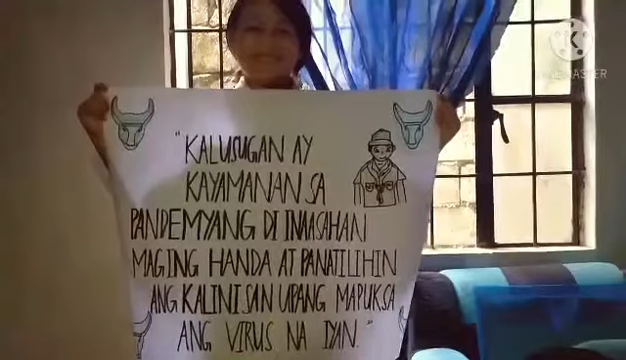 "KALUSUGAN AY
KAYAMANAN SA
PANDEMYANG DI INAASAHAN
MAGING HANDA AT PANATILIHIN
ANG KALINISAN UPANG MAPUKSA
ANG VIRUS NA IYAN."
K
KINEMASTER